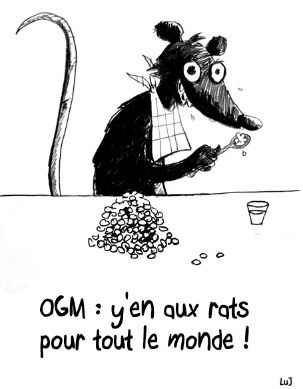 OGM : y'en aux rats
pour tout le monde !
LuJ